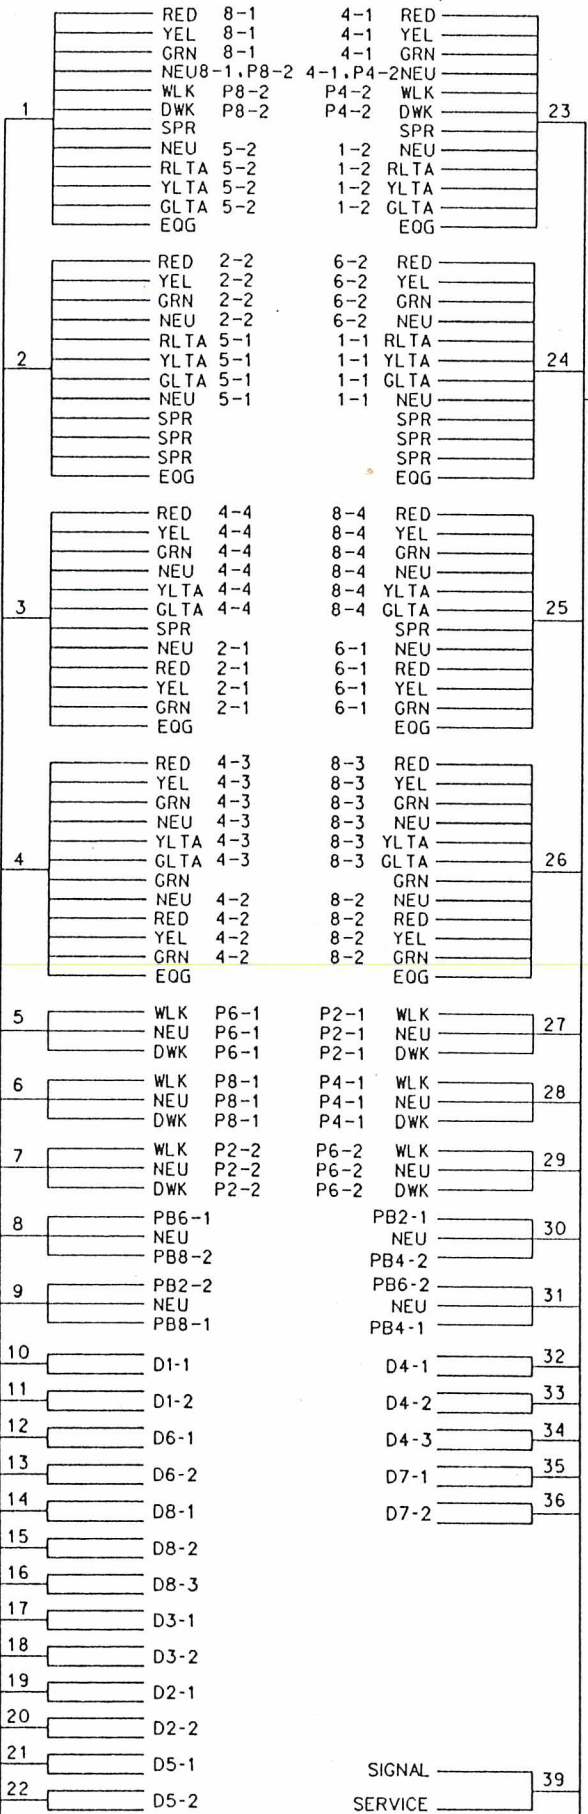 RED 8-1 4-1 RED
YEL 8-1 4-1 YEL
GRN 8-1 4-1 GRN
NEU8-1,P8-2 4-1,P4-2NEU
WLK P8-2 P4-2 WLK
1 DWK P8-2 P4-2 DWK 23
SPR SPR
NEU 5-2 1-2 NEU
RLTA 5-2 1-2 RLTA
YLTA 5-2 1-2 YLTA
GLTA 5-2 1-2 GLTA
EQG EQG
RED 2-2 6-2 RED
YEL 2-2 6-2 YEL
GRN 2-2 6-2 GRN
NEU 2-2 6-2 NEU
RLTA 5-1 1-1 RLTA
2 YLTA 5-1 1-1 YLTA 24
GLTA 5-1 1-1 GLTA
NEU 5-1 1-1 NEU
SPR SPR
SPR SPR
SPR SPR
EQG EQG
RED 4-4 8-4 RED
YEL 4-4 8-4 YEL
GRN 4-4 8-4 GRN
NEU 4-4 8-4 NEU
YLTA 4-4 8-4 YLTA
3 GLTA 4-4 8-4 GLTA 25
SPR SPR
NEU 2-1 6-1 NEU
RED 2-1 6-1 RED
YEL 2-1 6-1 YEL
GRN 2-1 6-1 GRN
EQG EQG
RED 4-3 8-3 RED
YEL 4-3 8-3 YEL
GRN 4-3 8-3 GRN
NEU 4-3 8-3 NEU
YLTA 4-3 8-3 YLTA
4 GLTA 4-3 8-3 GLTA 26
GRN GRN
NEU 4-2 8-2 NEU
RED 4-2 8-2 RED
YEL 4-2 8-2 YEL
GRN 4-2 8-2 GRN
EQG EQG
5 WLK P6-1 P2-1 WLK 27
NEU P6-1 P2-1 NEU
DWK P6-1 P2-1 DWK
6 WLK P8-1 P4-1 WLK 28
NEU P8-1 P4-1 NEU
DWK P8-1 P4-1 DWK
7 WLK P2-2 P6-2 WLK 29
NEU P2-2 P6-2 NEU
DWK P2-2 P6-2 DWK
8 PB6-1 PB2-1 30
NEU NEU
PB8-2 PB4-2
9 PB2-2 PB6-2 31
NEU NEU
PB8-1 PB4-1
10 D1-1 D4-1 32
11 D1-2 D4-2 33
12 D6-1 D4-3 34
13 D6-2 D7-1 35
14 D8-1 D7-2 36
15 D8-2
16 D8-3
17 D3-1
18 D3-2
19 D2-1
20 D2-2
21 D5-1 SIGNAL 39
22 D5-2 SERVICE